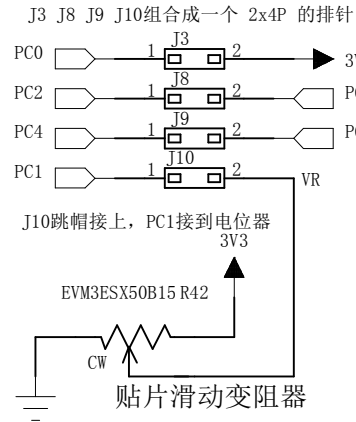 J3 J8 J9 J10组合成一个 2x4P 的排针
J3
PC0 1 2
J8
PC2 1 2
J9
PC4 1 2
J10
PC1 1 2 VR
J10跳帽接上，PC1接到电位器
3V3
EVM3ESX50B15 R42
CW
贴片滑动变阻器